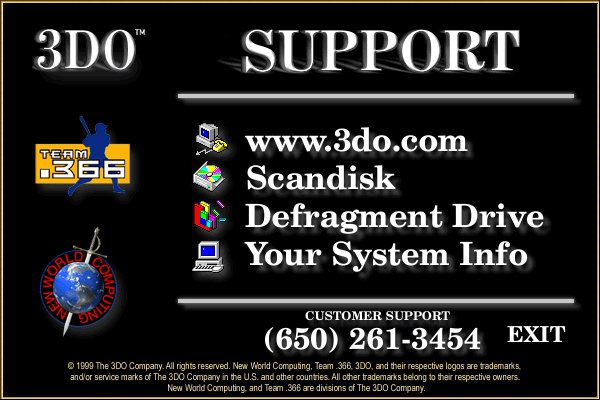 3DO™
SUPPORT
TEAM
.366
NEW WORLD COMPUTING
www.3do.com
Scandisk
Defragment Drive
Your System Info
CUSTOMER SUPPORT
(650) 261-3454
EXIT
© 1999 The 3DO Company. All rights reserved. New World Computing, Team .366, 3DO, and their respective logos are trademarks,
and/or service marks of The 3DO Company in the U.S. and other countries. All other trademarks belong to their respective owners.
New World Computing, and Team .366 are divisions of The 3DO Company.